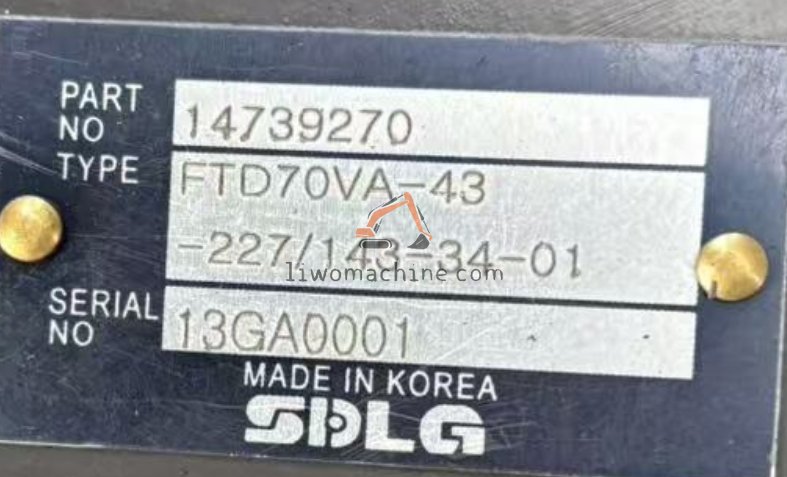 PART NO 14739270
TYPE FTD70VA-43
-227/143-34-01
liwomachine.com
SERIAL NO 13GA0001
MADE IN KOREA
SDLG